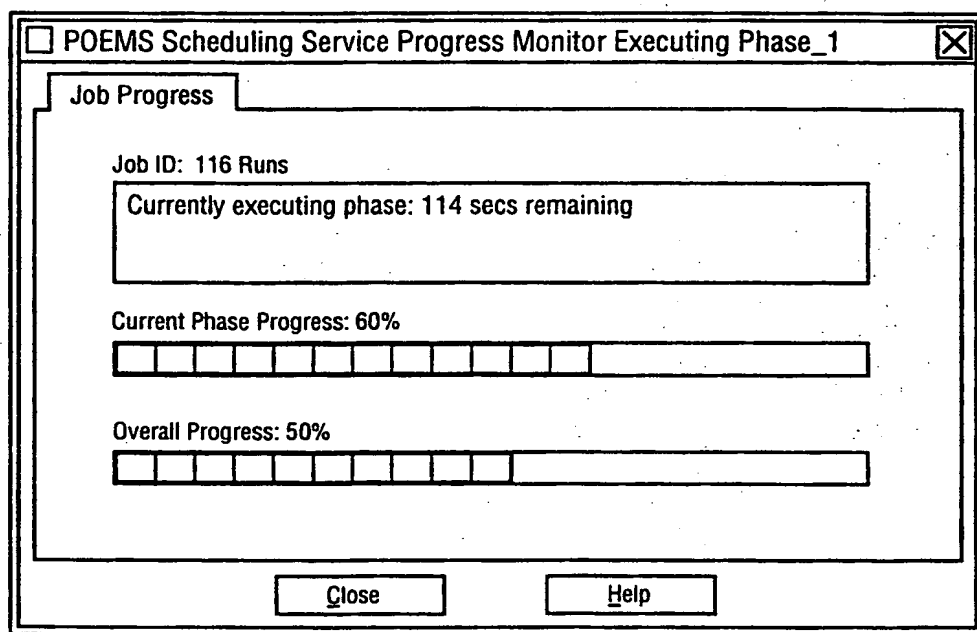 POEMS Scheduling Service Progress Monitor Executing Phase_1
Job Progress
Job ID: 116 Runs
Currently executing phase: 114 secs remaining
Current Phase Progress: 60%
Overall Progress: 50%
Close
Help